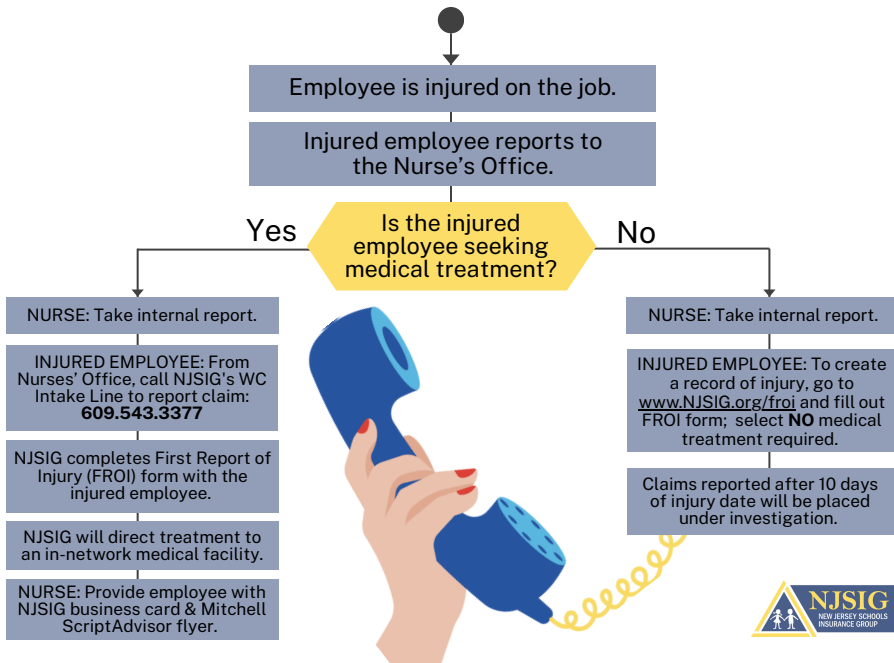 Employee is injured on the job.
Injured employee reports to
the Nurse's Office.
Is the injured
employee seeking
medical treatment?
Yes
No
NURSE: Take internal report.
INJURED EMPLOYEE: From
Nurses' Office, call NJSIG's WC
Intake Line to report claim:
609.543.3377
NJSIG completes First Report of
Injury (FROI) form with the
injured employee.
NJSIG will direct treatment to
an in-network medical facility.
NURSE: Provide employee with
NJSIG business card & Mitchell
ScriptAdvisor flyer.
NURSE: Take internal report.
INJURED EMPLOYEE: To create
a record of injury, go to
www.NJSIG.org/froi and fill out
FROI form; select NO medical
treatment required.
Claims reported after 10 days
of injury date will be placed
under investigation.
NJSIG
NEW JERSEY SCHOOLS
INSURANCE GROUP